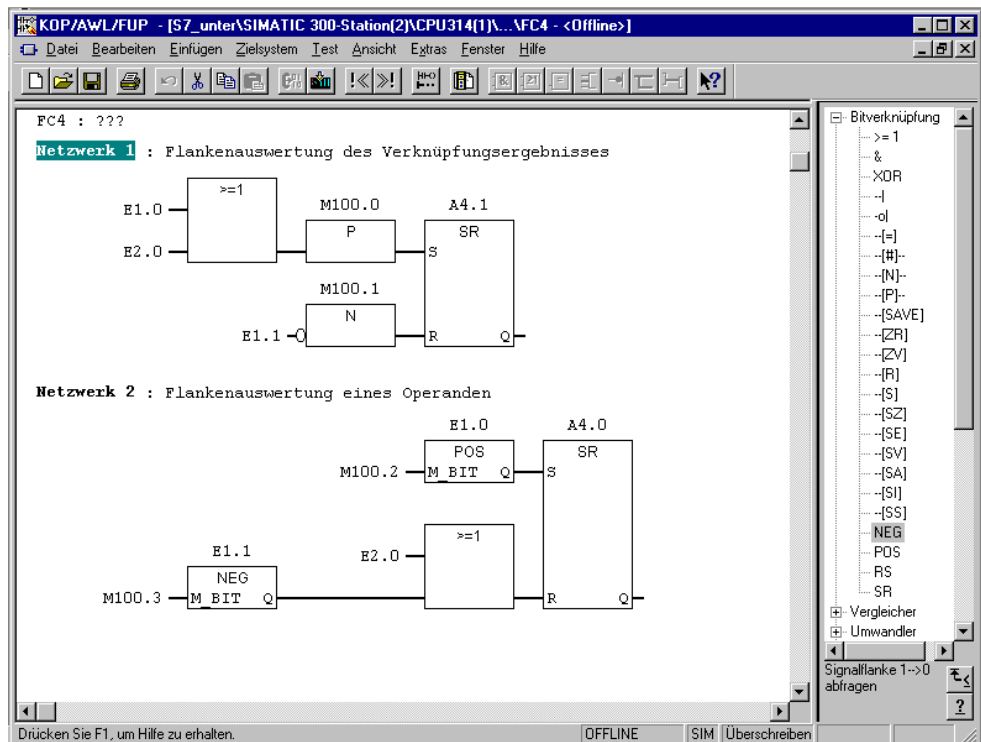 KOP/AWL/FUP - [S7_unter\SIMATIC 300-Station(2)\CPU314(1)\...\FC4 - <Offline>]
Datei Bearbeiten Einfügen Zielsystem Test Ansicht Extras Fenster Hilfe
FC4 : ???
Netzwerk 1 : Flankenauswertung des Verknüpfungsergebnisses
>=1
E1.0
E2.0
M100.0
P
A4.1
SR
S
M100.1
N
E1.1
R Q
Netzwerk 2 : Flankenauswertung eines Operanden
E1.0
POS
M100.2 M_BIT Q
A4.0
SR
S
>=1
E2.0
E1.1
NEG
M100.3 M_BIT Q
R Q
Bitverknüpfung
>= 1
&
XOR
--|
-o|
--[=]
--[#]--
--[N]--
--[P]--
--[SAVE]
--[ZR]
--[ZV]
--[R]
--[S]
--[SZ]
--[SE]
--[SV]
--[SA]
--[SI]
--[SS]
NEG
POS
RS
SR
Vergleicher
Umwandler
Signalflanke 1-->0
abfragen
Drücken Sie F1, um Hilfe zu erhalten.
OFFLINE
SIM
Überschreiben